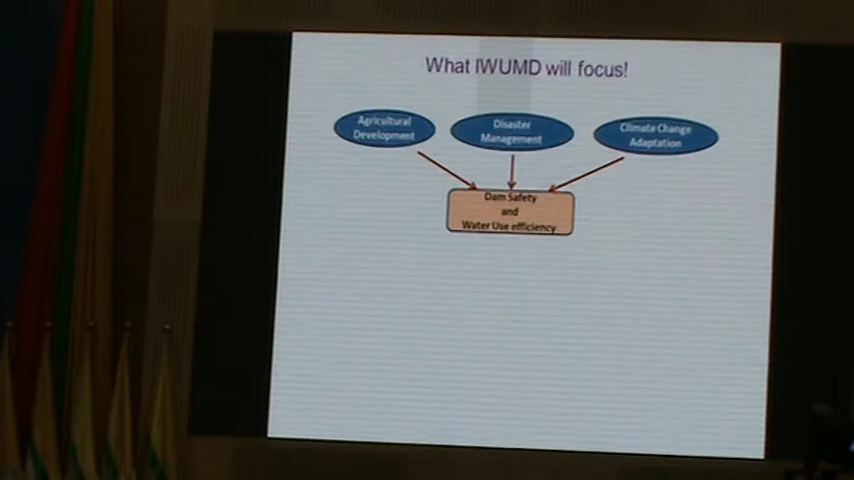 What IWUMD will focus!
Agricultural
Development
Disaster
Management
Climate Change
Adaptation
Dam Safety
and
Water Use efficiency